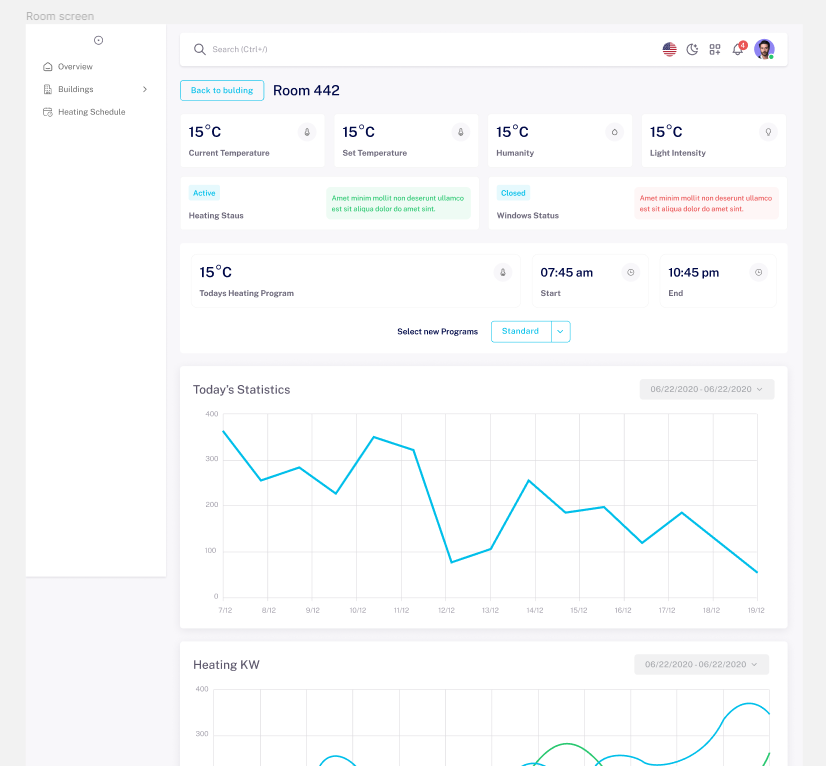 Room screen
Search (Ctrl+/)
4
Overview
Buildings
Heating Schedule
Back to bulding
Room 442
15°C
Current Temperature
15°C
Set Temperature
15°C
Humanity
15°C
Light Intensity
Active
Heating Staus
Amet minim mollit non deserunt ullamco
est sit aliqua dolor do amet sint.
Closed
Windows Status
Amet minim mollit non deserunt ullamco
est sit aliqua dolor do amet sint.
15°C
Todays Heating Program
07:45 am
Start
10:45 pm
End
Select new Programs
Standard
Today's Statistics
06/22/2020 - 06/22/2020
400
300
200
100
0
7/12 8/12 9/12 10/12 11/12 12/12 13/12 14/12 15/12 16/12 17/12 18/12 19/12
Heating KW
06/22/2020 - 06/22/2020
400
300